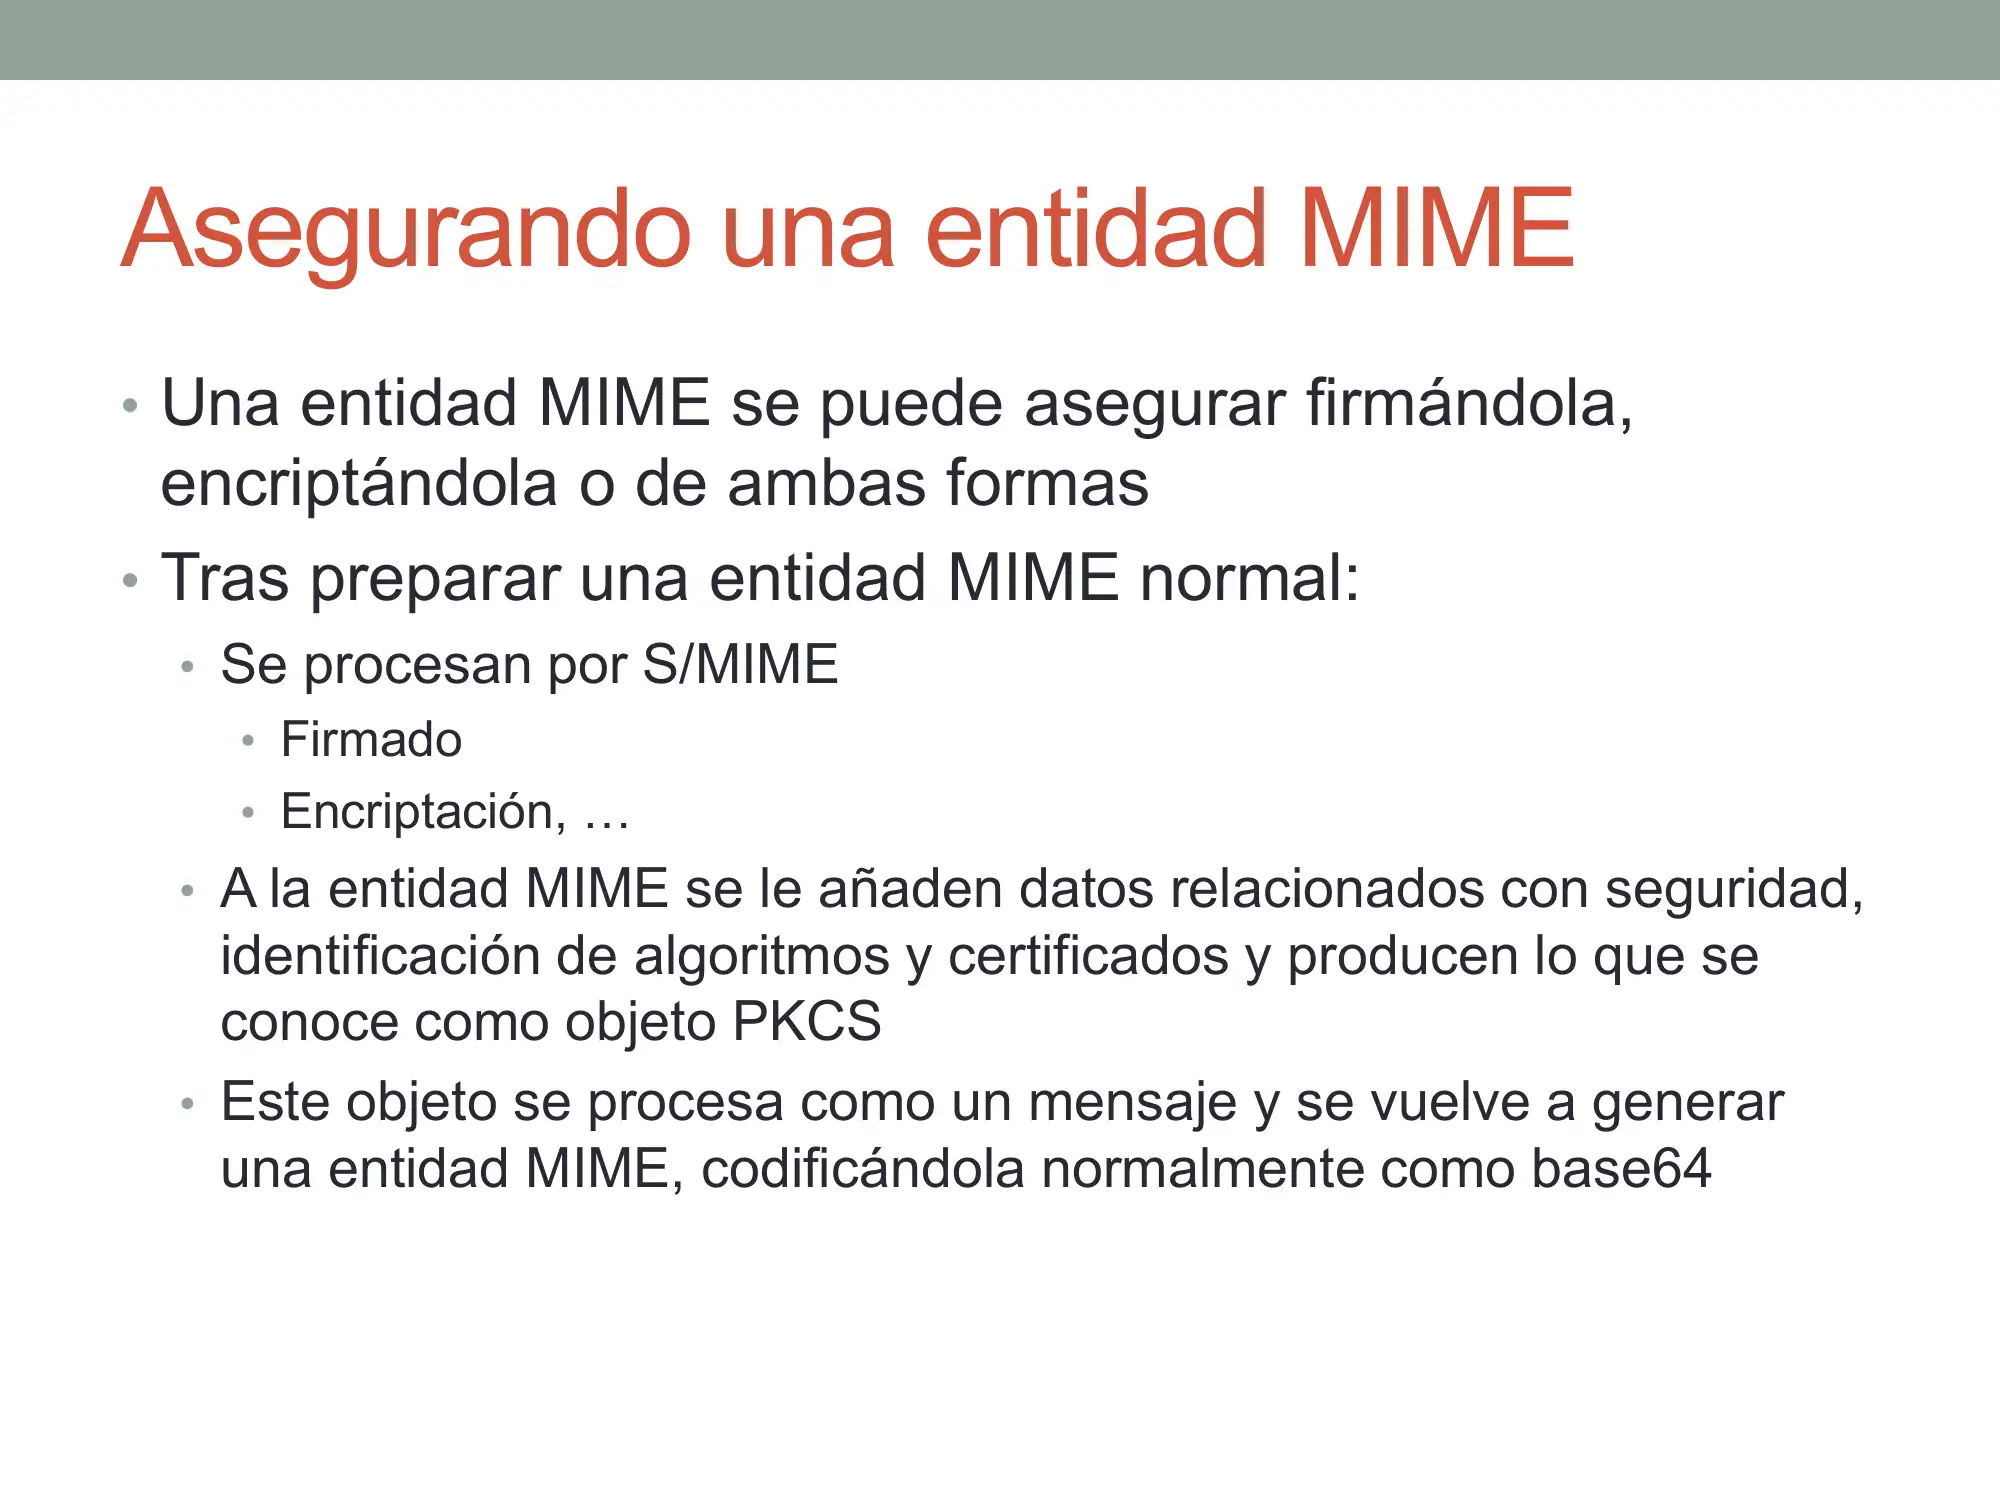 Asegurando una entidad MIME
• Una entidad MIME se puede asegurar firmándola,
encriptándola o de ambas formas
• Tras preparar una entidad MIME normal:
• Se procesan por S/MIME
• Firmado
• Encriptación, …
• A la entidad MIME se le añaden datos relacionados con seguridad,
identificación de algoritmos y certificados y producen lo que se
conoce como objeto PKCS
• Este objeto se procesa como un mensaje y se vuelve a generar
una entidad MIME, codificándola normalmente como base64